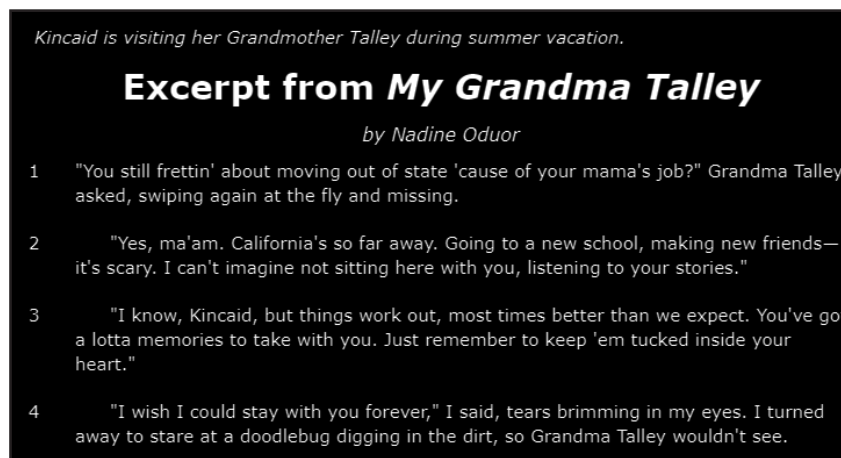 Kincaid is visiting her Grandmother Talley during summer vacation.
Excerpt from My Grandma Talley
by Nadine Oduor
1 "You still frettin' about moving out of state 'cause of your mama's job?" Grandma Talley
asked, swiping again at the fly and missing.
2 "Yes, ma'am. California's so far away. Going to a new school, making new friends—
it's scary. I can't imagine not sitting here with you, listening to your stories."
3 "I know, Kincaid, but things work out, most times better than we expect. You've go
a lotta memories to take with you. Just remember to keep 'em tucked inside your
heart."
4 "I wish I could stay with you forever," I said, tears brimming in my eyes. I turned
away to stare at a doodlebug digging in the dirt, so Grandma Talley wouldn't see.